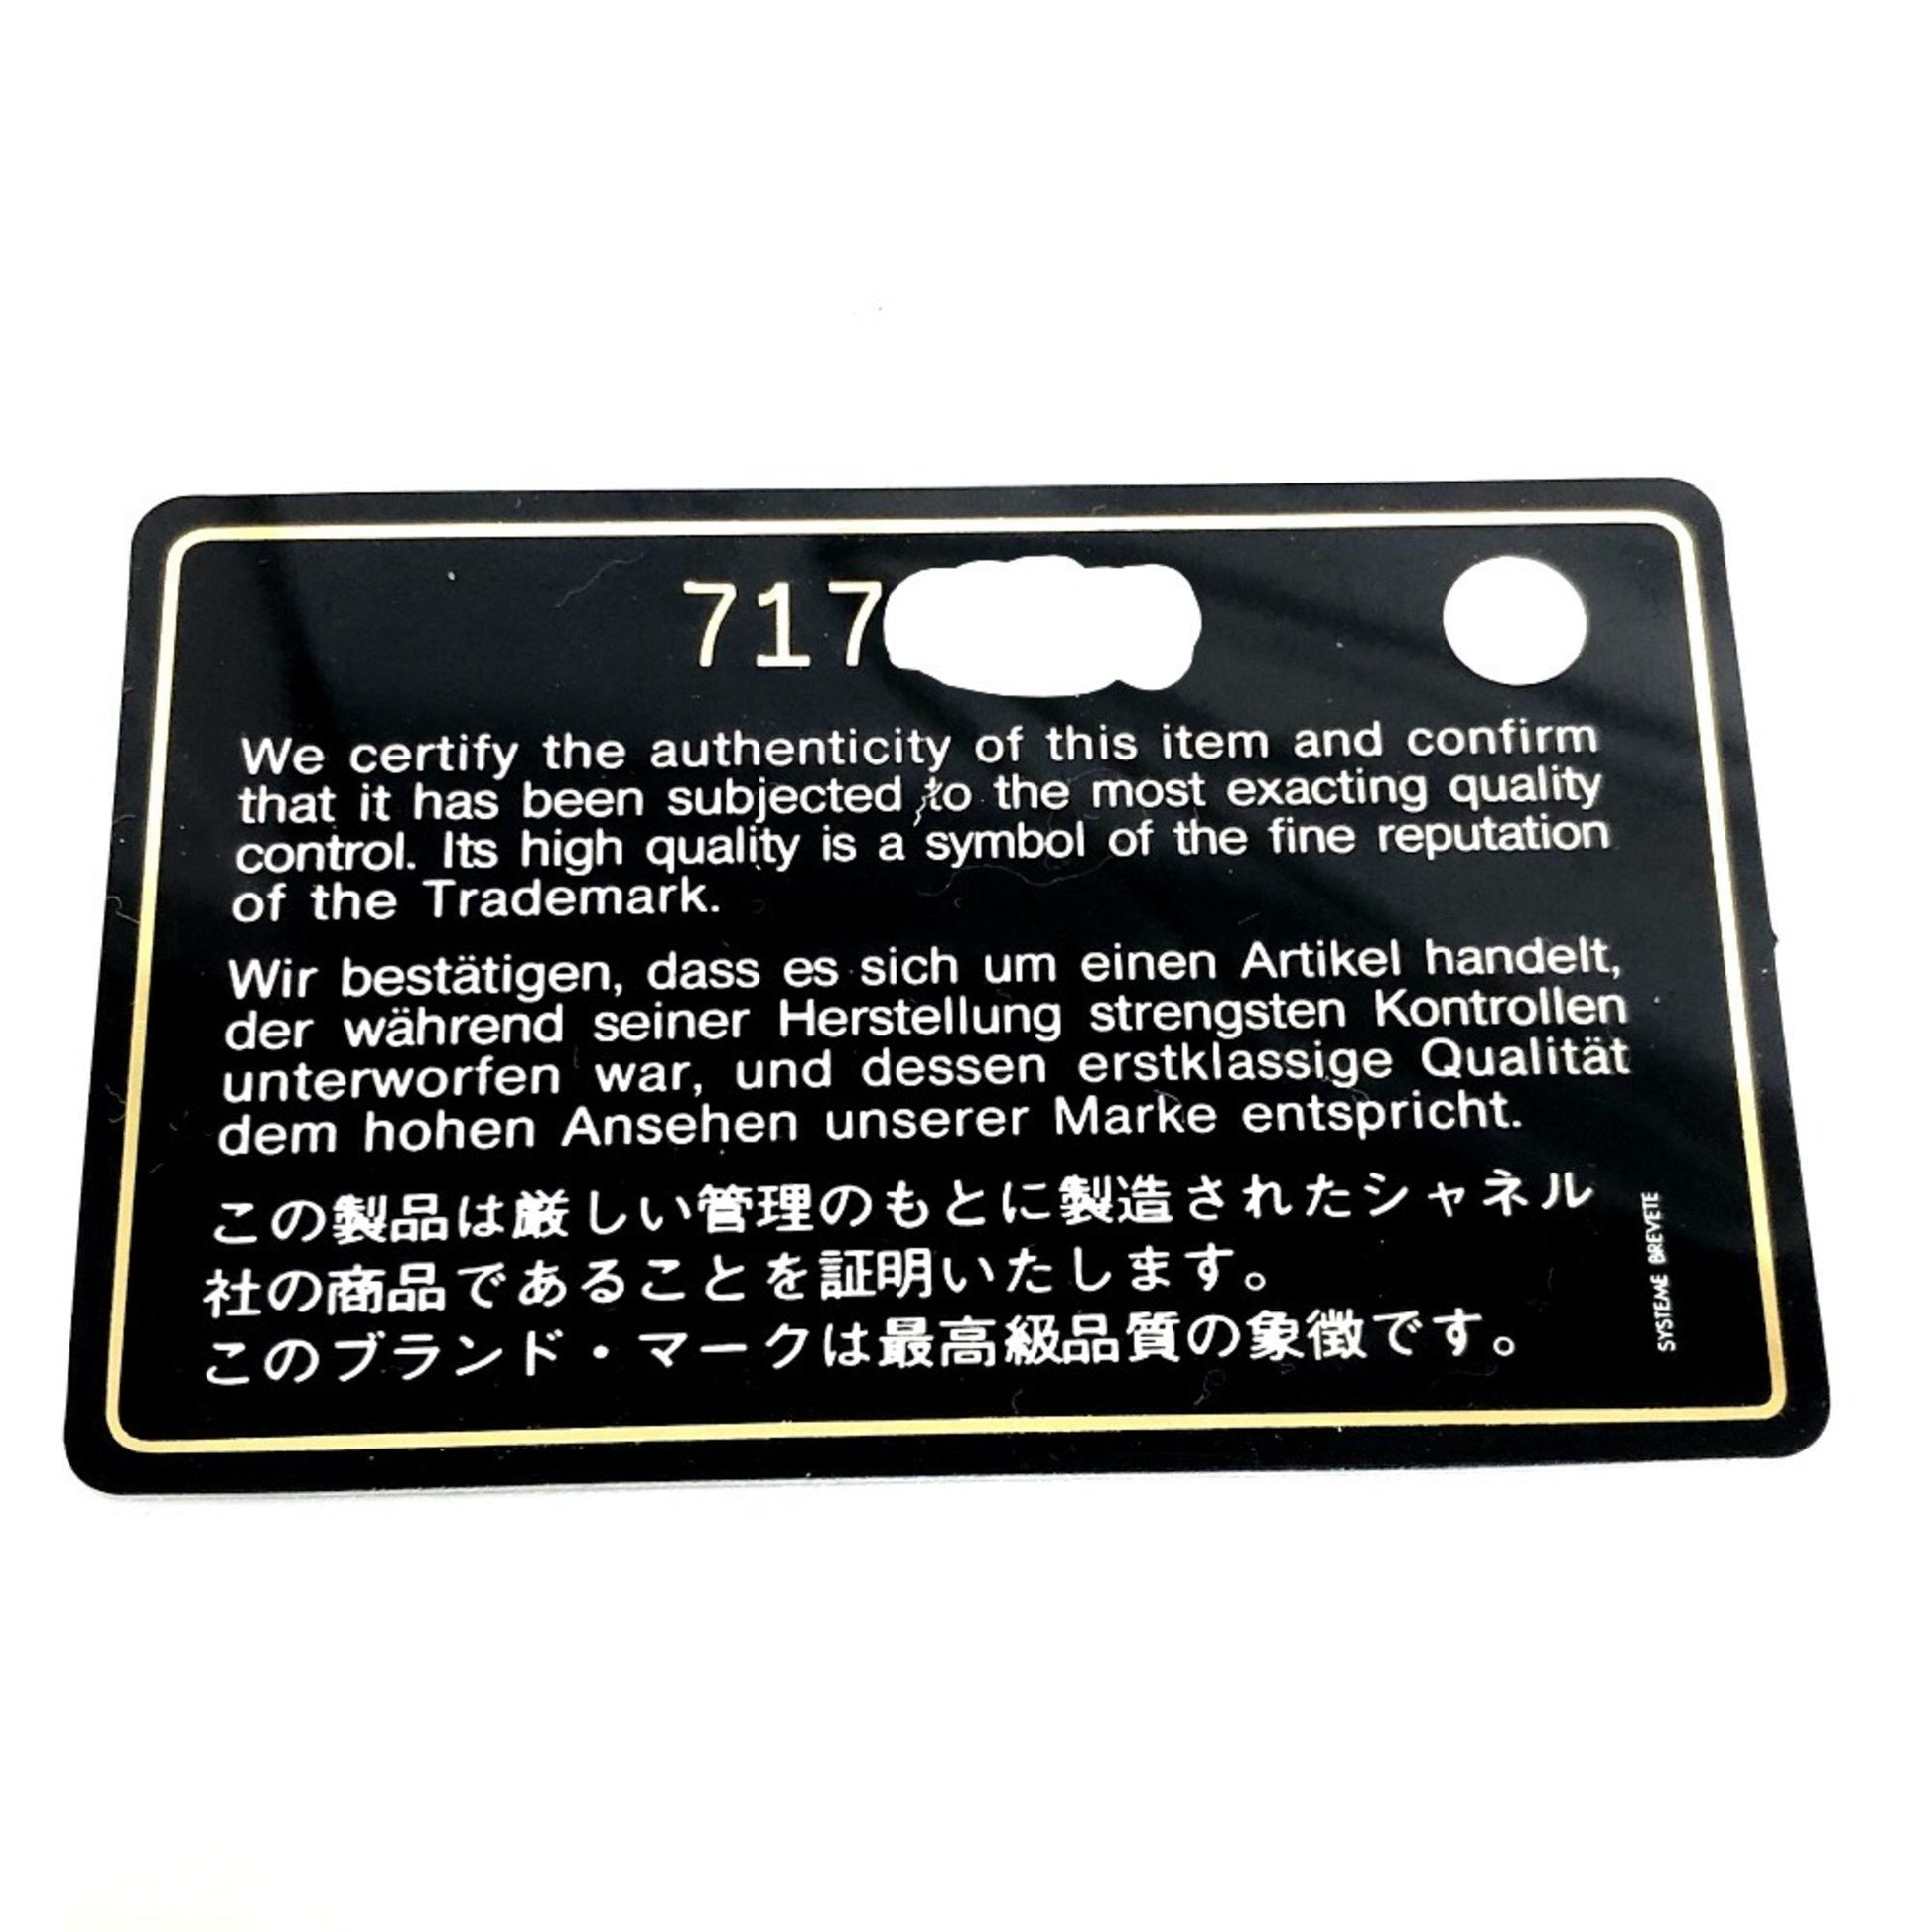 717
We certify the authenticity of this item and confirm
that it has been subjected to the most exacting quality
control. Its high quality is a symbol of the fine reputation
of the Trademark.
Wir bestätigen, dass es sich um einen Artikel handelt,
der während seiner Herstellung strengsten Kontrollen
unterworfen war, und dessen erstklassige Qualität
dem hohen Ansehen unserer Marke entspricht.
この製品は厳しい管理のもとに製造されたシャネル
社の商品であることを証明いたします。
このブランド・マークは最高級品質の象徴です。
SYSTEME BREVETE